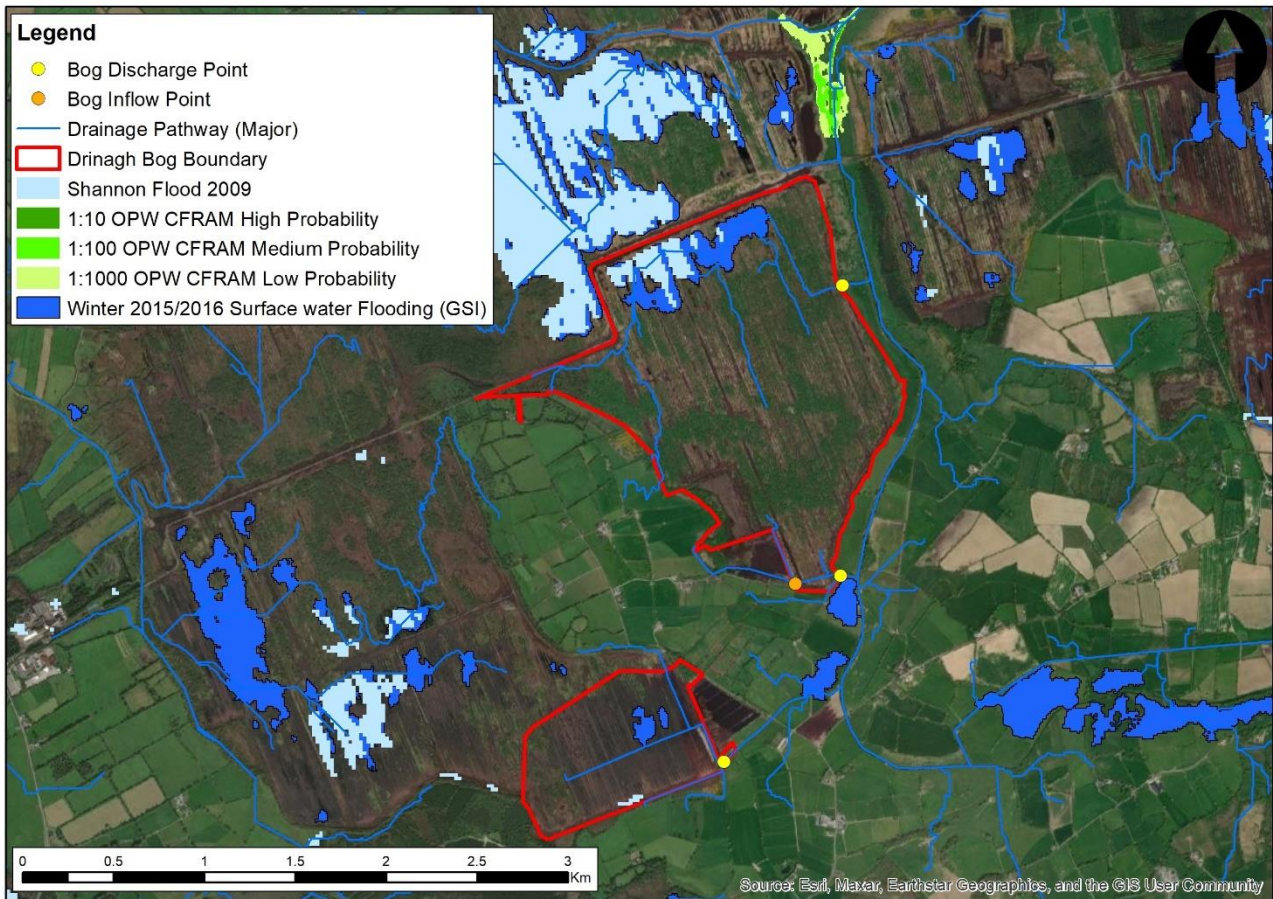 Legend
Bog Discharge Point
Bog Inflow Point
Drainage Pathway (Major)
Drinagh Bog Boundary
Shannon Flood 2009
1:10 OPW CFRAM High Probability
1:100 OPW CFRAM Medium Probability
1:1000 OPW CFRAM Low Probability
Winter 2015/2016 Surface water Flooding (GSI)
0 0.5 1 1.5 2 2.5 3
Km
Source: Esri, Maxar, Earthstar Geographics, and the GIS User Community